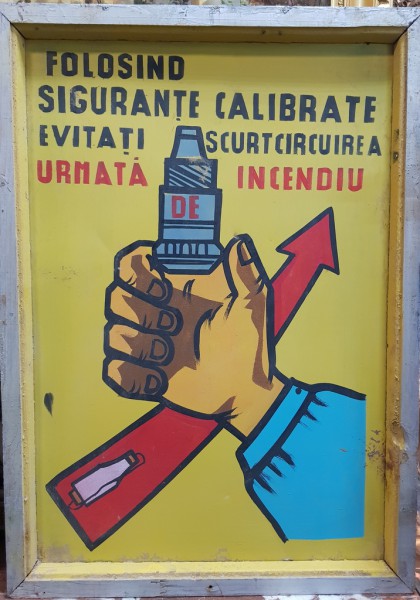 FOLOSIND
SIGURANȚE CALIBRATE
EVITAȚI SCURTCIRCUIREA
URMATĂ DE INCENDIU